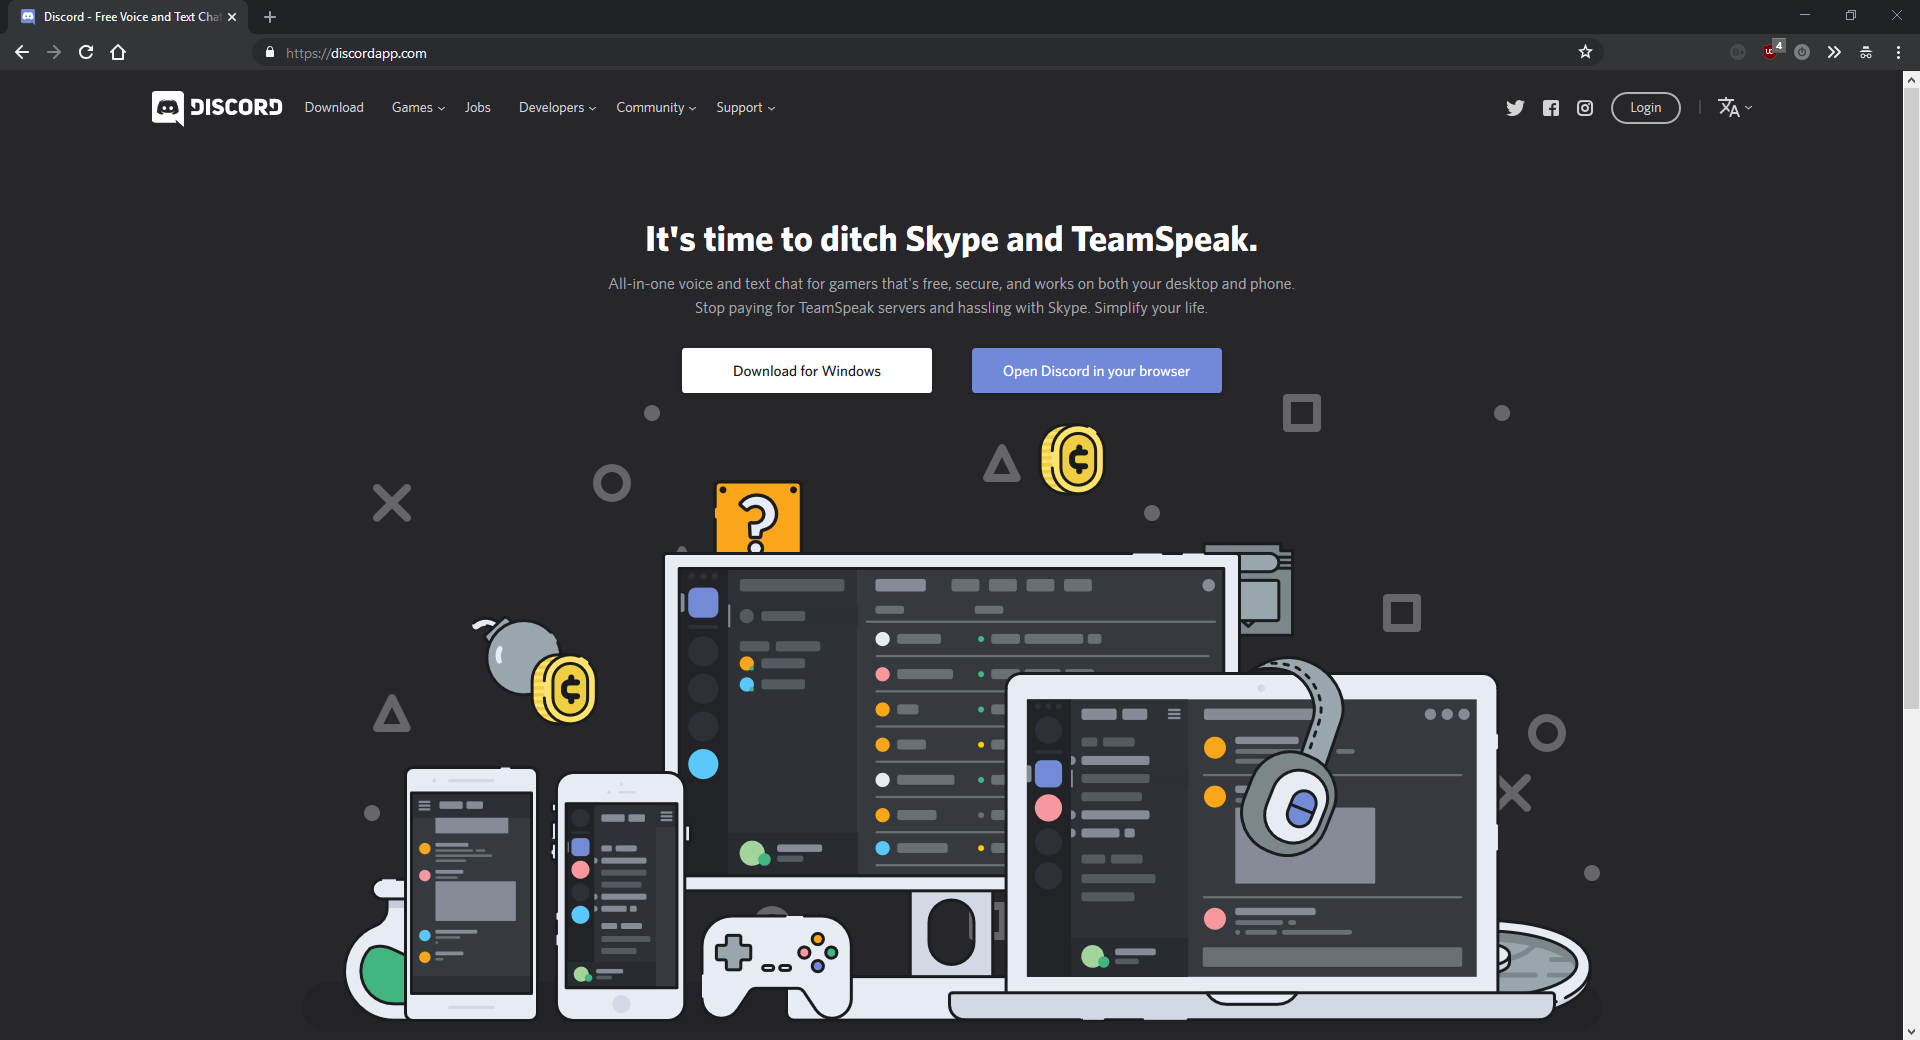 Discord - Free Voice and Text Cha
https://discordapp.com
4
DISCORD
Download
Games
Jobs
Developers
Community
Support
Login
It's time to ditch Skype and TeamSpeak.
All-in-one voice and text chat for gamers that's free, secure, and works on both your desktop and phone.
Stop paying for TeamSpeak servers and hassling with Skype. Simplify your life.
Download for Windows
Open Discord in your browser
¢
?
¢